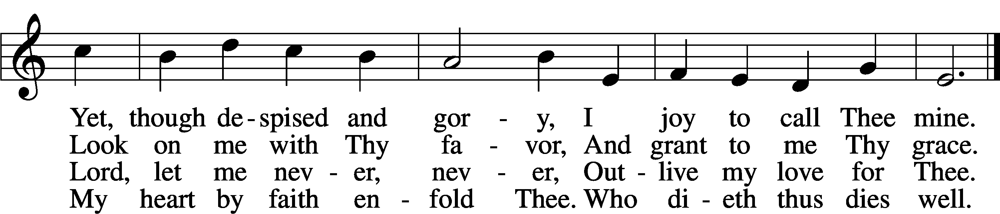 Yet, though de - spised and gor - y, I joy to call Thee mine.
Look on me with Thy fa - vor, And grant to me Thy grace.
Lord, let me nev - er, nev - er, Out - live my love for Thee.
My heart by faith en - fold Thee. Who di - eth thus dies well.